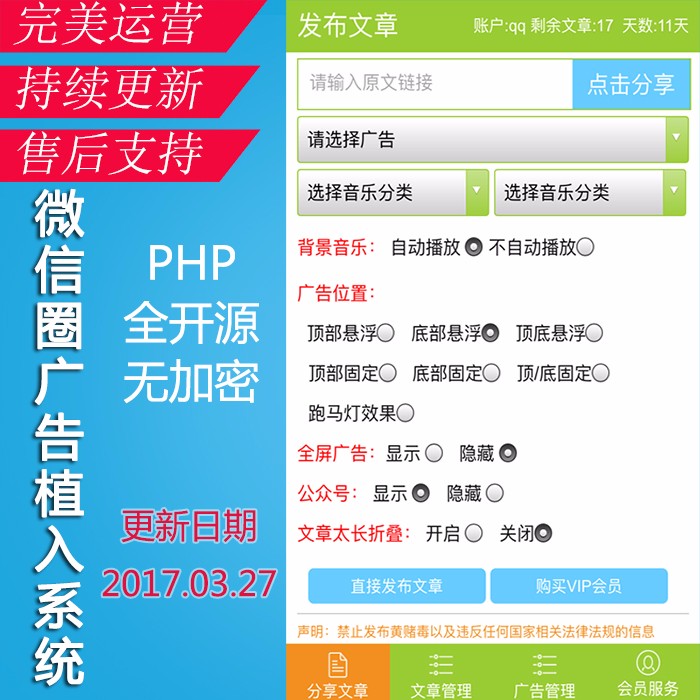 完美运营
持续更新
售后支持
微信圈广告植入系统
PHP
全开源
无加密
更新日期
2017.03.27
发布文章
账户:qq 剩余文章:17 天数:11天
请输入原文链接
点击分享
请选择广告
选择音乐分类
选择音乐分类
背景音乐: 自动播放 不自动播放
广告位置:
顶部悬浮 底部悬浮 顶底悬浮
顶部固定 底部固定 顶/底固定
跑马灯效果
全屏广告: 显示 隐藏
公众号: 显示 隐藏
文章太长折叠: 开启 关闭
直接发布文章
购买VIP会员
声明: 禁止发布黄赌毒以及违反任何国家相关法律法规的信息
分享文章
文章管理
广告管理
会员服务